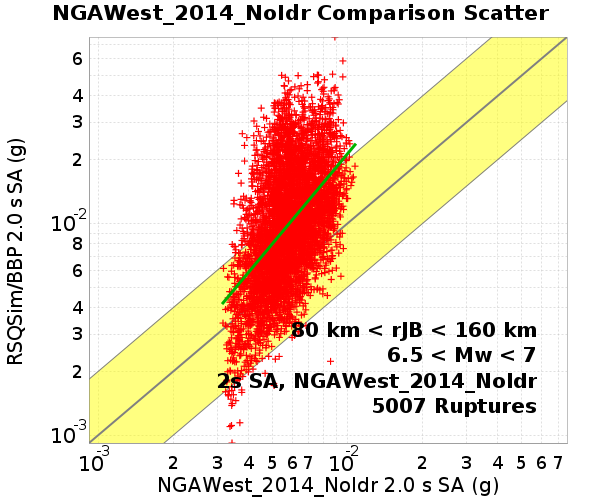 NGAWest_2014_NoIdr Comparison Scatter
RSQSim/BBP 2.0 s SA (g)
6
4
3
2
10-2
8
6
4
3
2
10-3
80 km < rJB < 160 km
6.5 < Mw < 7
2s SA, NGAWest_2014_NoIdr
5007 Ruptures
10-3 2 3 4 5 6 7 10-2 2 3 4 5 6 7
NGAWest_2014_NoIdr 2.0 s SA (g)